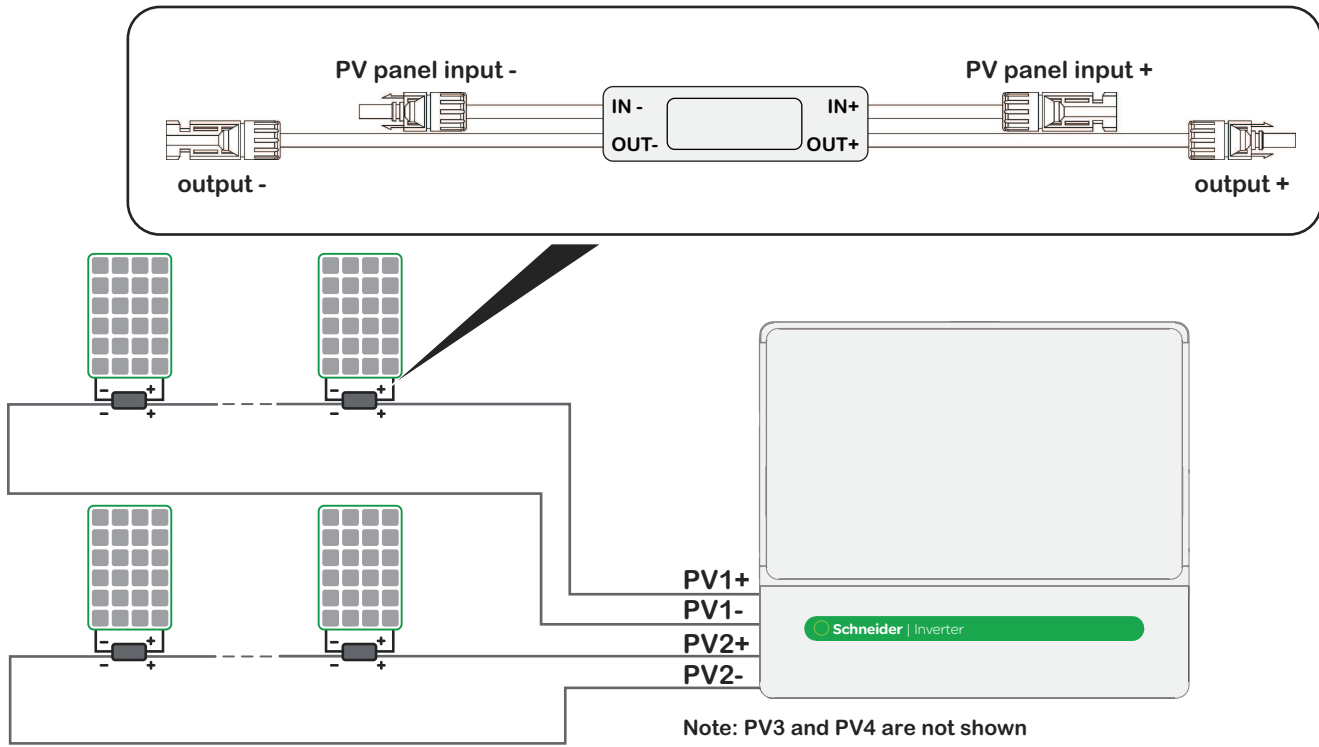 PV panel input -
PV panel input +
IN -
IN+
OUT-
OUT+
output -
output +
- +
- +
- +
- +
PV1+
PV1-
- +
- +
Schneider | Inverter
PV2+
- +
- +
PV2-
Note: PV3 and PV4 are not shown